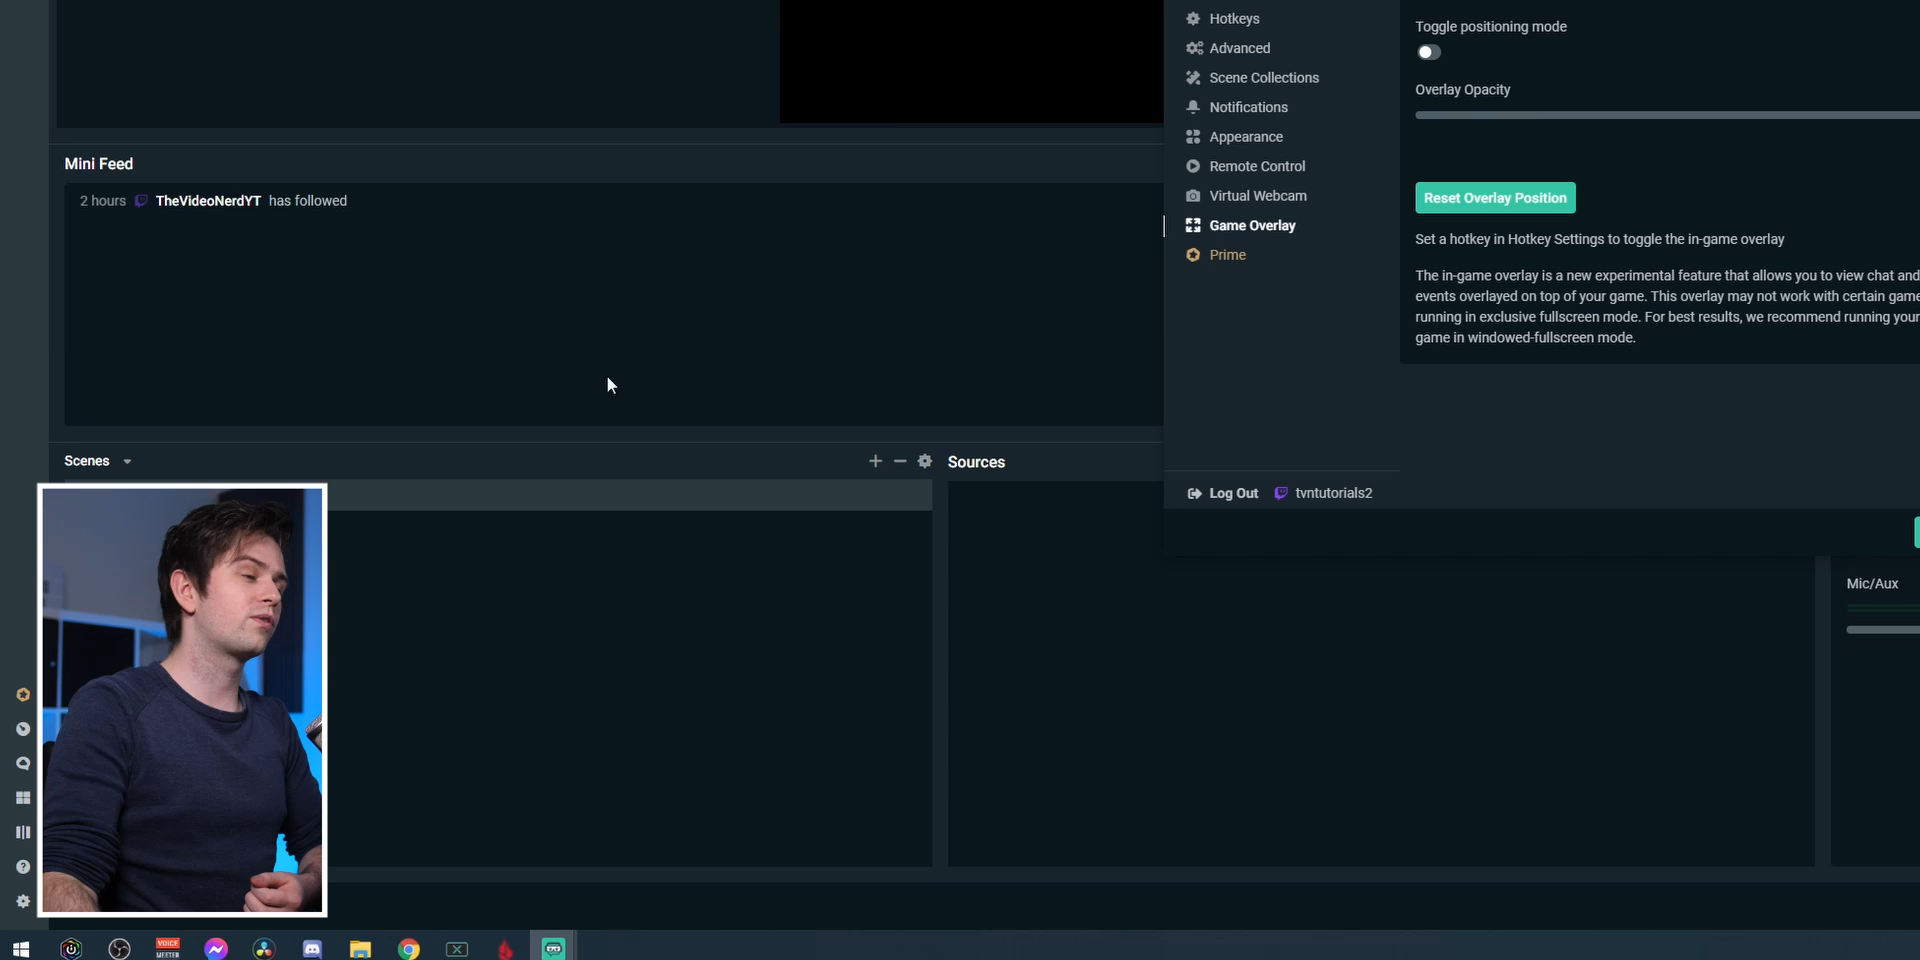 Hotkeys
Advanced
Scene Collections
Notifications
Appearance
Remote Control
Virtual Webcam
Game Overlay
Prime
Log Out tvntutorials2
Toggle positioning mode
Overlay Opacity
Reset Overlay Position
Set a hotkey in Hotkey Settings to toggle the in-game overlay
The in-game overlay is a new experimental feature that allows you to view chat and
events overlayed on top of your game. This overlay may not work with certain game
running in exclusive fullscreen mode. For best results, we recommend running your
game in windowed-fullscreen mode.
Mini Feed
2 hours TheVideoNerdYT has followed
Scenes
Sources
Mic/Aux
VOICE
MEETER